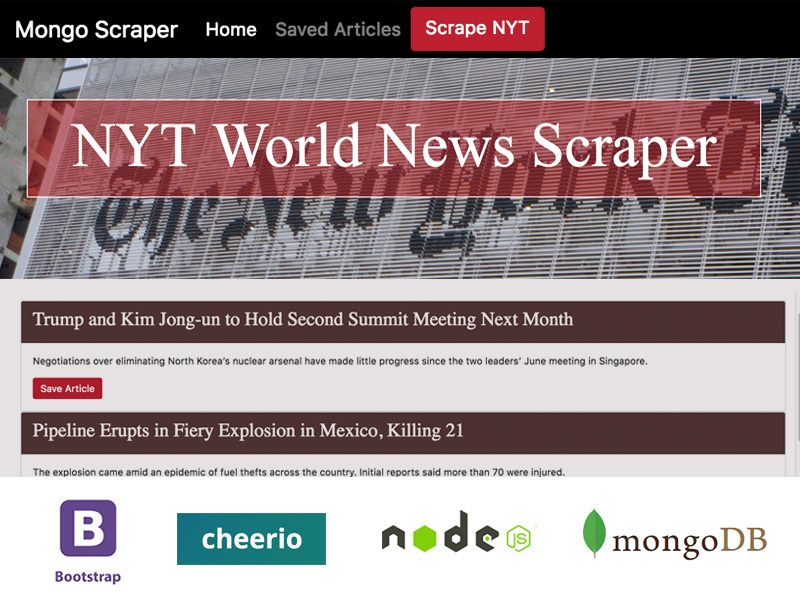 Mongo Scraper Home Saved Articles Scrape NYT
NYT World News Scraper
The New York Ti
Trump and Kim Jong-un to Hold Second Summit Meeting Next Month
Negotiations over eliminating North Korea's nuclear arsenal have made little progress since the two leaders' June meeting in Singapore.
Save Article
Pipeline Erupts in Fiery Explosion in Mexico, Killing 21
The explosion came amid an epidemic of fuel thefts across the country. Initial reports said more than 70 were injured.
B
cheerio
node
JS
mongoDB
Bootstrap